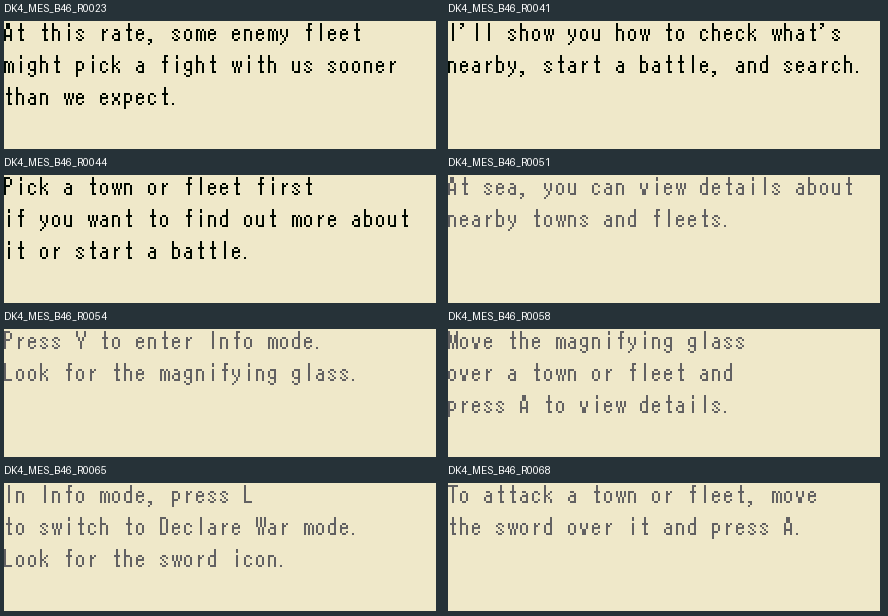 DK4_MES_B46_R0023
At this rate, some enemy fleet
might pick a fight with us sooner
than we expect.
DK4_MES_B46_R0041
I'll show you how to check what's
nearby, start a battle, and search.
DK4_MES_B46_R0044
Pick a town or fleet first
if you want to find out more about
it or start a battle.
DK4_MES_B46_R0051
At sea, you can view details about
nearby towns and fleets.
DK4_MES_B46_R0054
Press Y to enter Info mode.
Look for the magnifying glass.
DK4_MES_B46_R0058
Move the magnifying glass
over a town or fleet and
press A to view details.
DK4_MES_B46_R0065
In Info mode, press L
to switch to Declare War mode.
Look for the sword icon.
DK4_MES_B46_R0068
To attack a town or fleet, move
the sword over it and press A.